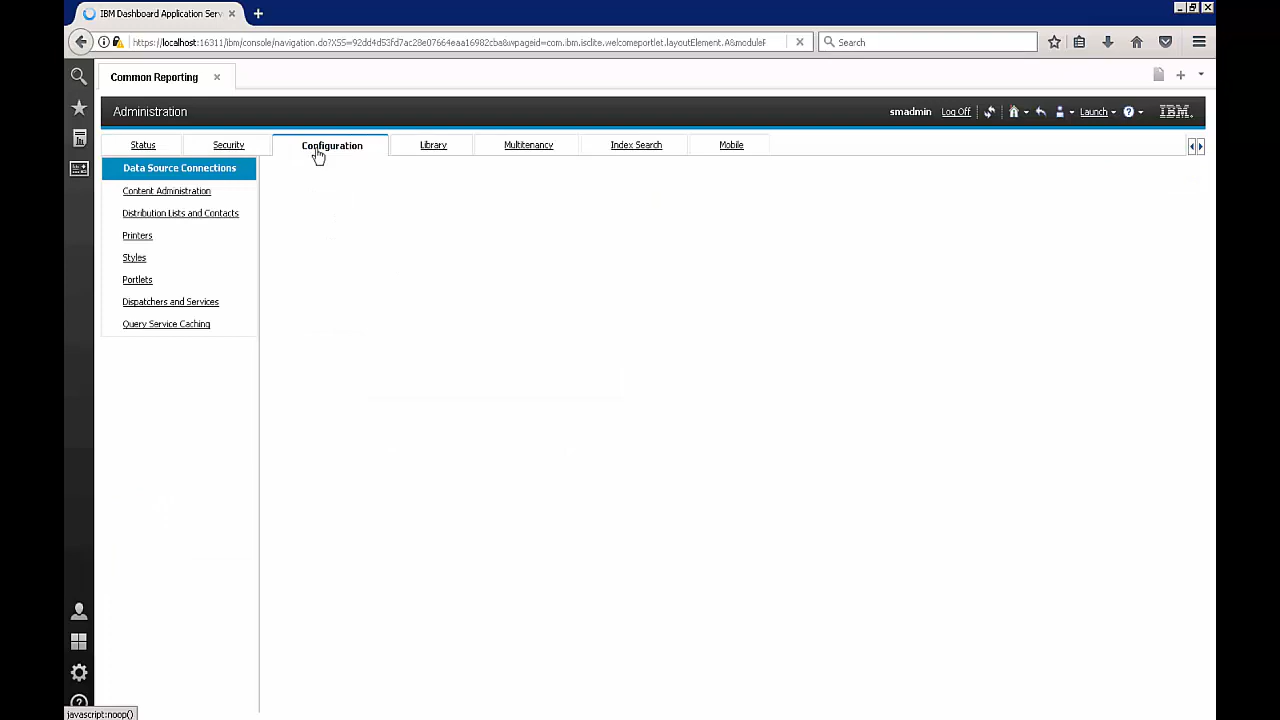 IBM Dashboard Application Serv
https://localhost:16311/ibm/console/navigation.do?XSS=92dd4d53fd7ac28e07664eaa16982cba&wpageid=com.ibm.isclite.welcomeportlet.layoutElement.A&moduleF
Search
Common Reporting
Administration
smadmin Log Off Launch IBM
Status Security Configuration Library Multitenancy Index Search Mobile
Data Source Connections
Content Administration
Distribution Lists and Contacts
Printers
Styles
Portlets
Dispatchers and Services
Query Service Caching
javascript:noop()